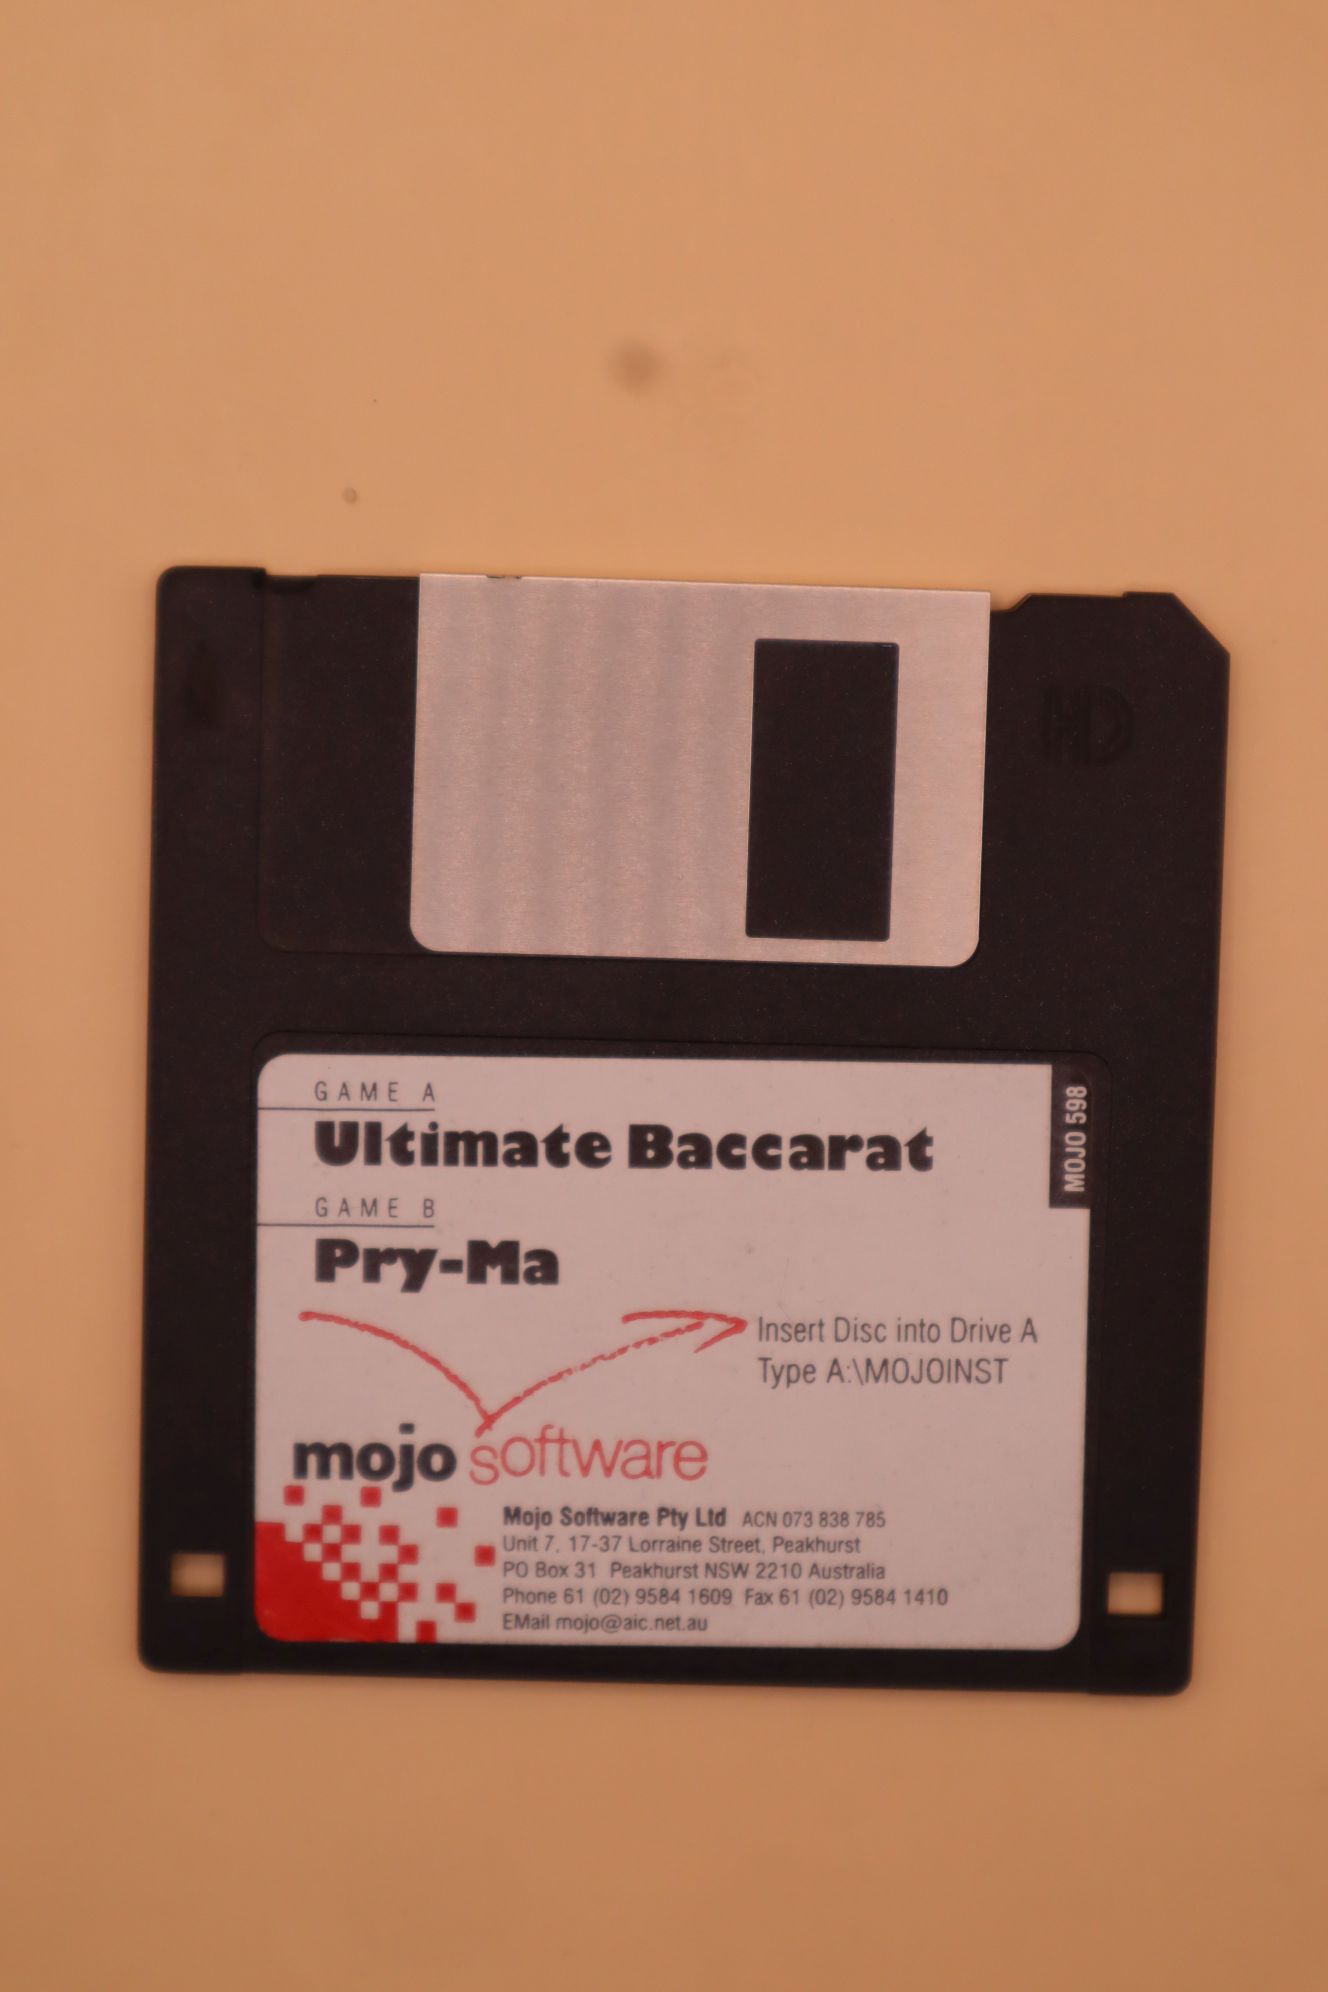 HD
GAME A
Ultimate Baccarat
MOJO 598
GAME B
Pry-Ma
Insert Disc into Drive A
Type A:\MOJOINST
mojo software
Mojo Software Pty Ltd ACN 073 838 785
Unit 7, 17-37 Lorraine Street, Peakhurst
PO Box 31 Peakhurst NSW 2210 Australia
Phone 61 (02) 9584 1609 Fax 61 (02) 9584 1410
EMail mojo@aic.net.au